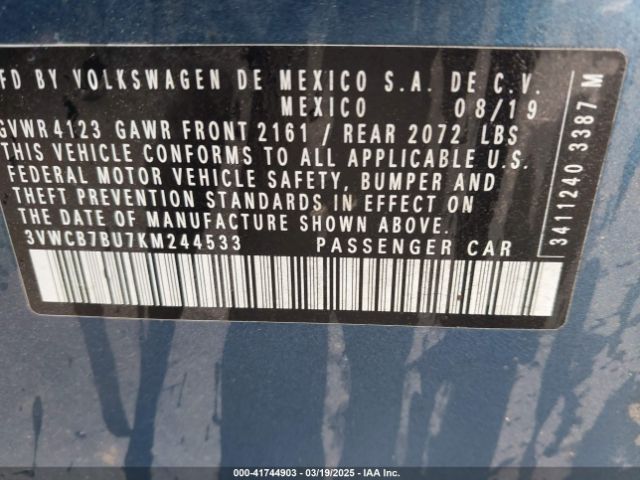 FD BY VOLKSWAGEN DE MEXICO S.A. DE C.V.
MEXICO 08/19
GVWR 4123 GAWR FRONT 2161 / REAR 2072 LBS
THIS VEHICLE CONFORMS TO ALL APPLICABLE U.S.
FEDERAL MOTOR VEHICLE SAFETY, BUMPER AND
THEFT PREVENTION STANDARDS IN EFFECT ON
THE DATE OF MANUFACTURE SHOWN ABOVE.
3VWCB7BU7KM244533 PASSENGER CAR
3411240 3387 M
000-41744903 | 03/19/2025 - IAA, Inc.